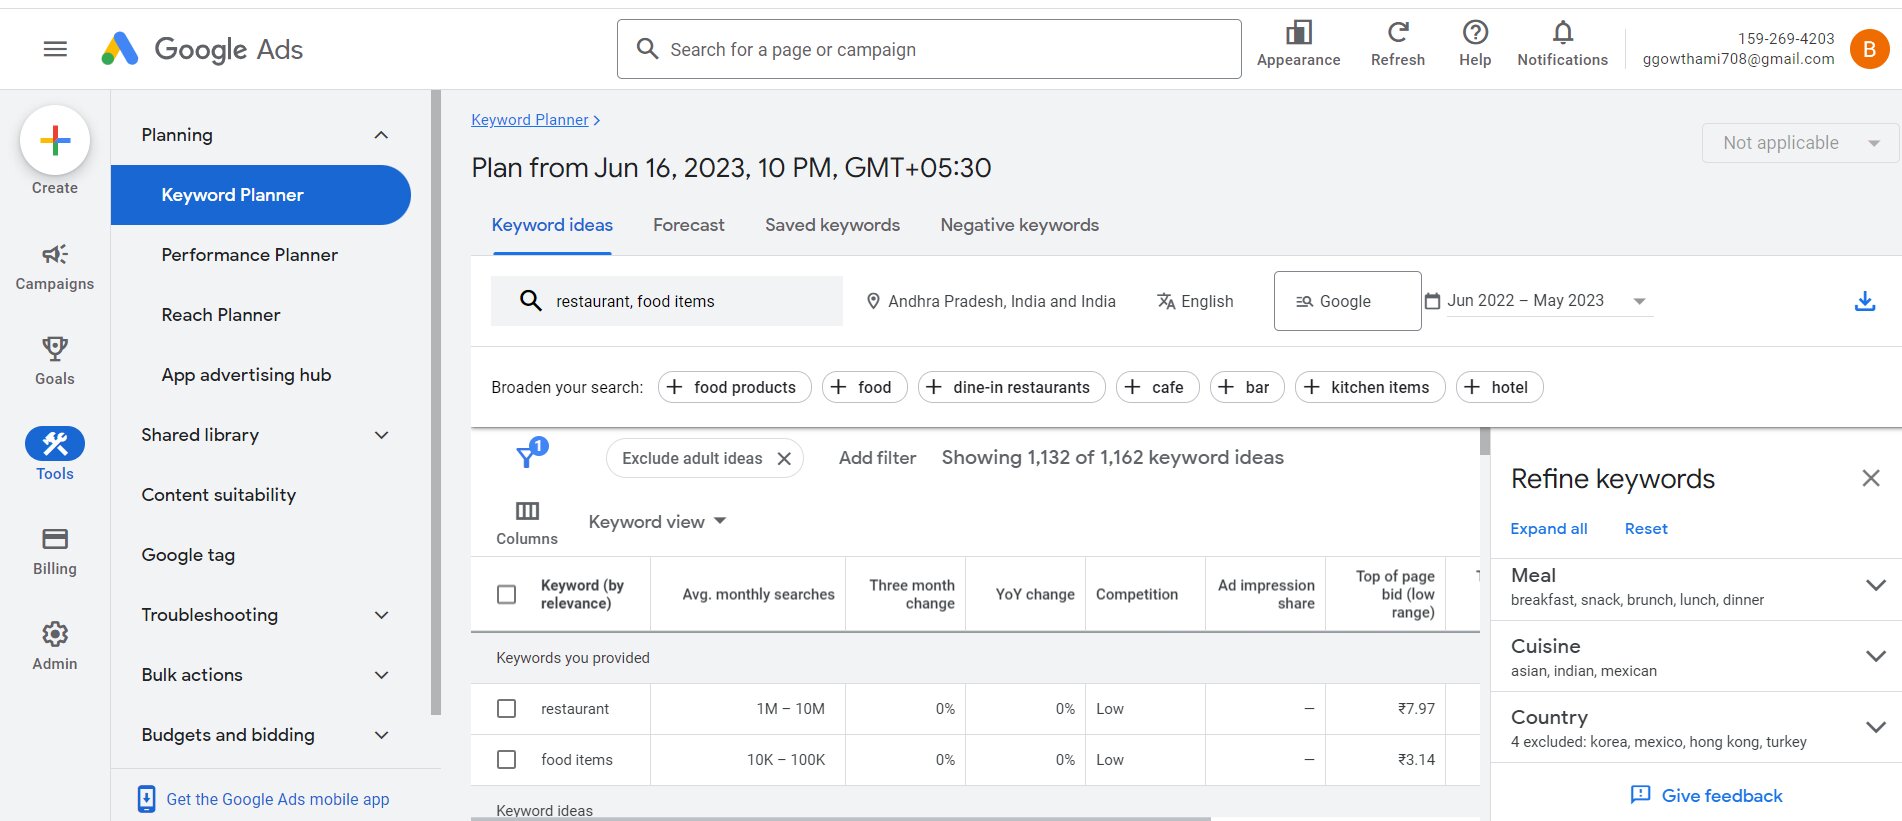 Google Ads
Search for a page or campaign
Appearance
Refresh
Help
Notifications
159-269-4203
ggowthami708@gmail.com
B
Create
Campaigns
Goals
Tools
Billing
Admin
Planning
Keyword Planner
Performance Planner
Reach Planner
App advertising hub
Shared library
Content suitability
Google tag
Troubleshooting
Bulk actions
Budgets and bidding
Get the Google Ads mobile app
Keyword Planner
Plan from Jun 16, 2023, 10 PM, GMT+05:30
Not applicable
Keyword ideas Forecast Saved keywords Negative keywords
restaurant, food items
Andhra Pradesh, India and India
English
Google
Jun 2022 – May 2023
Broaden your search: food products food dine-in restaurants cafe bar kitchen items hotel
1
Exclude adult ideas
Add filter
Showing 1,132 of 1,162 keyword ideas
Columns
Keyword view
Keyword (by
relevance)
Avg. monthly searches
Three month
change
YoY change
Competition
Ad impression
share
Top of page
bid (low
range)
Keywords you provided
restaurant 1M – 10M 0% 0% Low – ₹7.97
food items 10K – 100K 0% 0% Low – ₹3.14
Keyword ideas
Refine keywords
Expand all Reset
Meal
breakfast, snack, brunch, lunch, dinner
Cuisine
asian, indian, mexican
Country
4 excluded: korea, mexico, hong kong, turkey
Give feedback